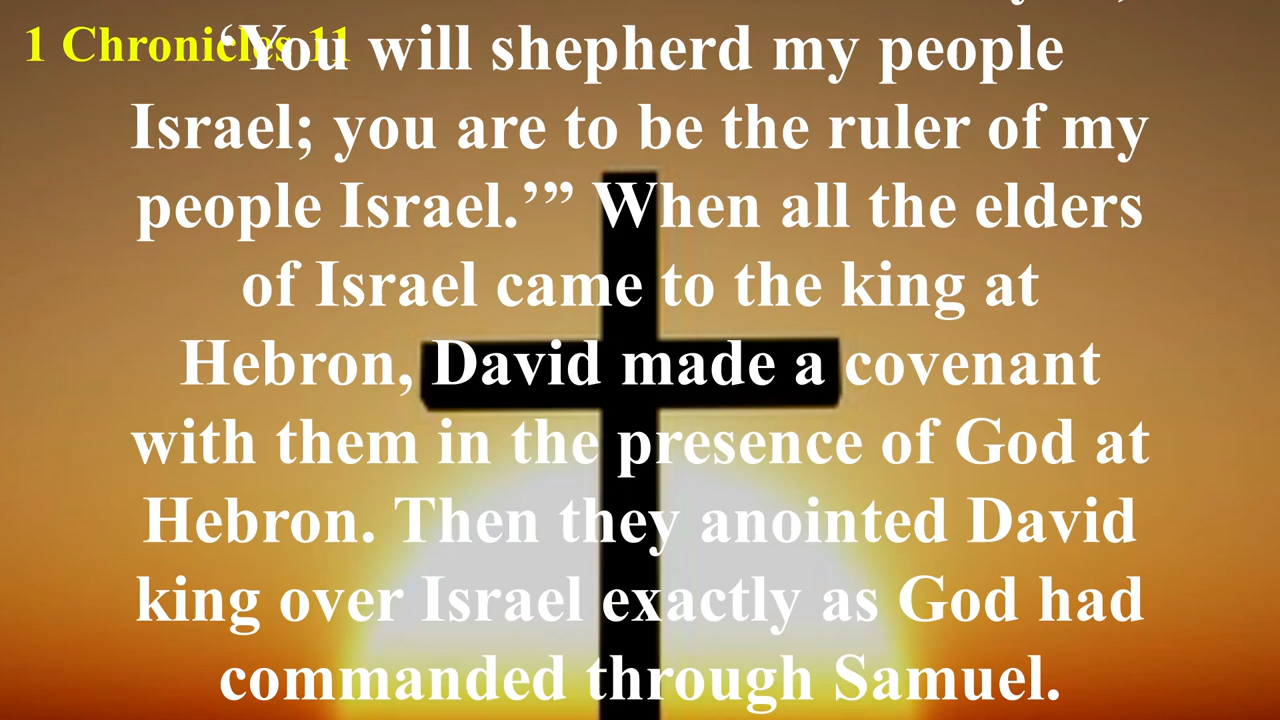 1 Chronicles 11
‘You will shepherd my people
Israel; you are to be the ruler of my
people Israel.’” When all the elders
of Israel came to the king at
Hebron, David made a covenant
with them in the presence of God at
Hebron. Then they anointed David
king over Israel exactly as God had
commanded through Samuel.